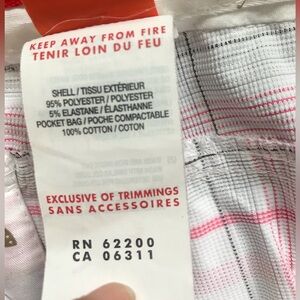 KEEP AWAY FROM FIRE
TENIR LOIN DU FEU
SHELL / TISSU EXTÉRIEUR
95% POLYESTER / POLYESTER
5% ELASTANE / ÉLASTHANNE
POCKET BAG / POCHE COMPACTABLE
100% COTTON / COTON
EXCLUSIVE OF TRIMMINGS
SANS ACCESSOIRES
RN 62200
CA 06311